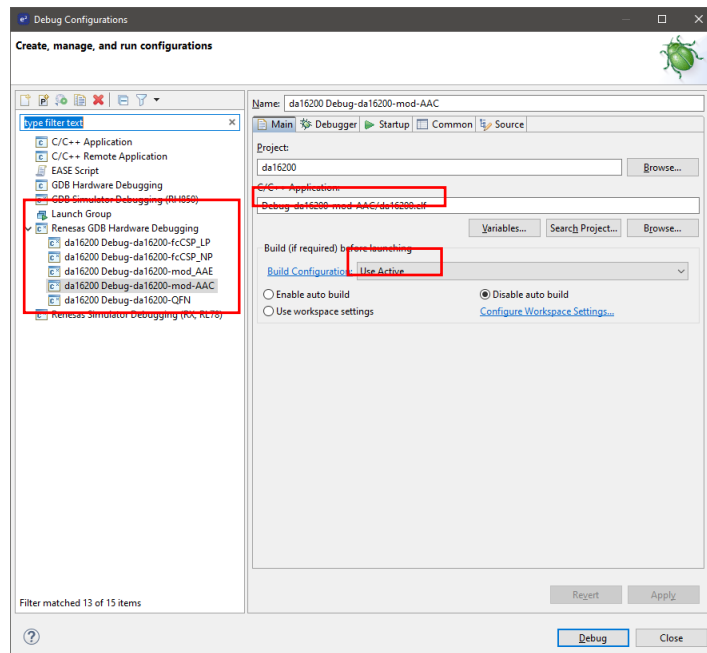 e² Debug Configurations
Create, manage, and run configurations
type filter text
C/C++ Application
C/C++ Remote Application
EASE Script
GDB Hardware Debugging
GDB Simulator Debugging (RH850)
Launch Group
Renesas GDB Hardware Debugging
da16200 Debug-da16200-fcCSP_LP
da16200 Debug-da16200-fcCSP_NP
da16200 Debug-da16200-mod_AAE
da16200 Debug-da16200-mod-AAC
da16200 Debug-da16200-QFN
Renesas Simulator Debugging (RX, RL78)
Filter matched 13 of 15 items
Name: da16200 Debug-da16200-mod-AAC
Main Debugger Startup Common Source
Project:
da16200 Browse...
C/C++ Application:
Debug-da16200-mod-AAC/da16200.elf
Variables... Search Project... Browse...
Build (if required) before launching
Build Configuration: Use Active
Enable auto build Disable auto build
Use workspace settings Configure Workspace Settings...
Revert Apply
Debug Close